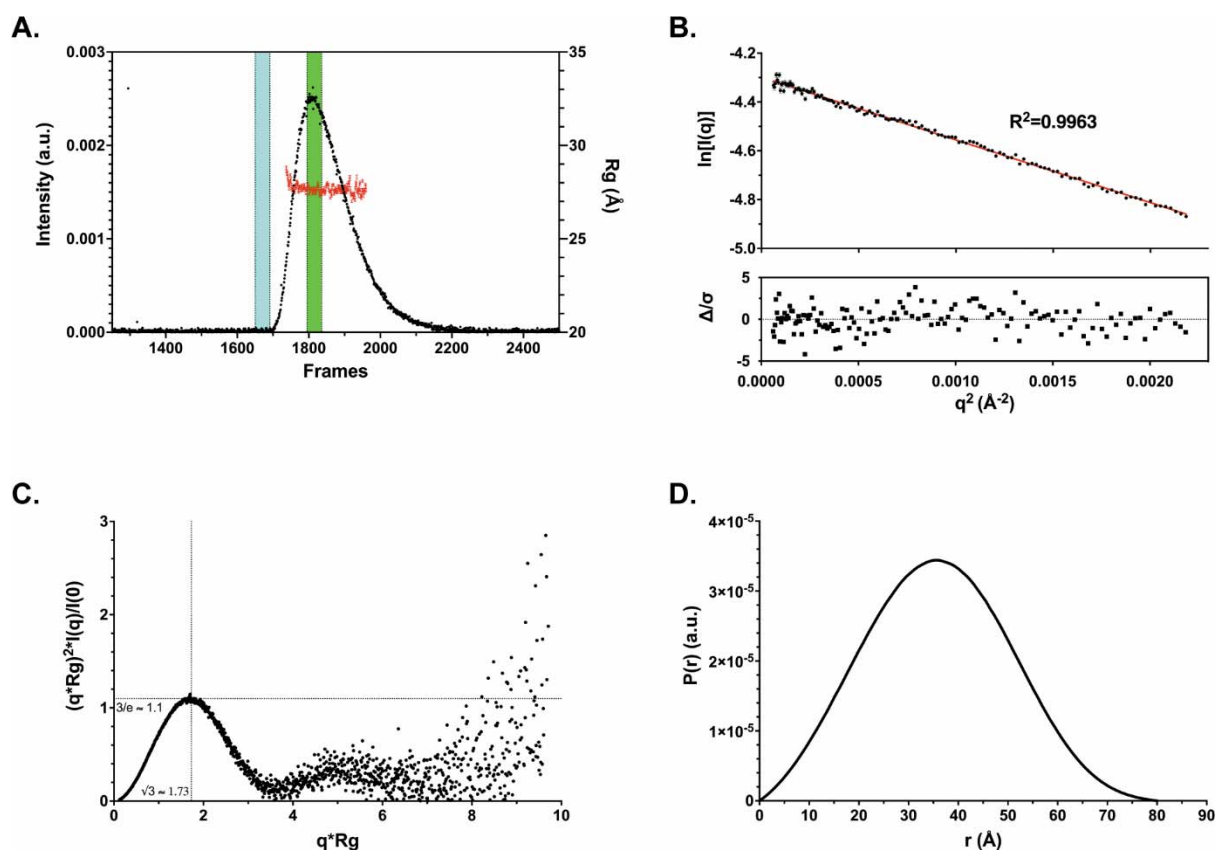 A.
0.003
0.002
0.001
0.000
Intensity (a.u.)
35
30
25
20
Rg (Å)
1400 1600 1800 2000 2200 2400
Frames
B.
-4.2
-4.4
-4.6
-4.8
-5.0
ln[I(q)]
R²=0.9963
5
0
-5
Δ/σ
0.0000 0.0005 0.0010 0.0015 0.0020
q² (Å⁻²)
C.
3
2
1
0
(q*Rg)²*I(q)/I(0)
3/e ≈ 1.1
√3 ≈ 1.73
0 2 4 6 8 10
q*Rg
D.
4×10⁻⁵
3×10⁻⁵
2×10⁻⁵
1×10⁻⁵
0
P(r) (a.u.)
0 10 20 30 40 50 60 70 80 90
r (Å)